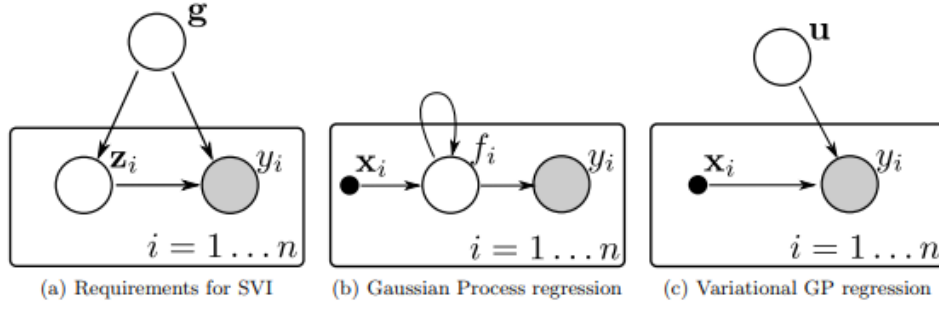 g
z_i
y_i
i = 1 … n
(a) Requirements for SVI
x_i
f_i
y_i
i = 1 … n
(b) Gaussian Process regression
u
x_i
y_i
i = 1 … n
(c) Variational GP regression